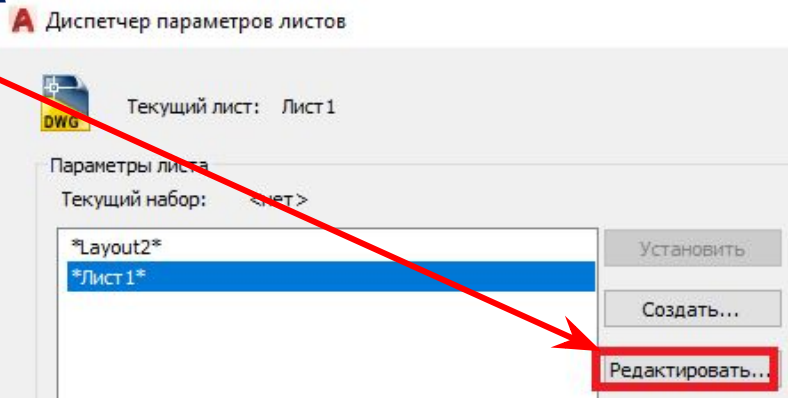 Диспетчер параметров листов
DWG
Текущий лист: Лист1
Параметры листа
Текущий набор: <нет>
*Layout2*
*Лист1*
Установить
Создать...
Редактировать...